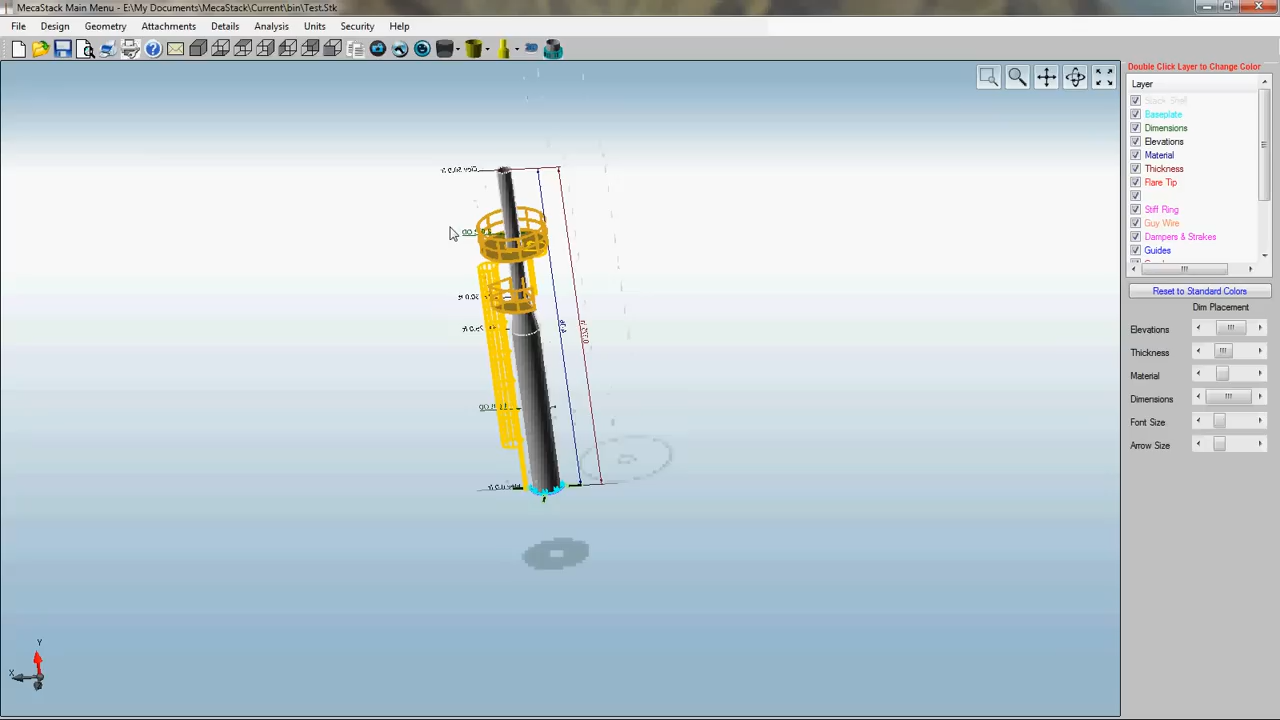 MecaStack Main Menu - E:\My Documents\MecaStack\Current\bin\Test.Stk
File Design Geometry Attachments Details Analysis Units Security Help
Double Click Layer to Change Color
Layer
Stack Shell
Baseplate
Dimensions
Elevations
Material
Thickness
Flare Tip
Stiff Ring
Guy Wire
Dampers & Strakes
Guides
Reset to Standard Colors
Dim Placement
Elevations
Thickness
Material
Dimensions
Font Size
Arrow Size
Y
X